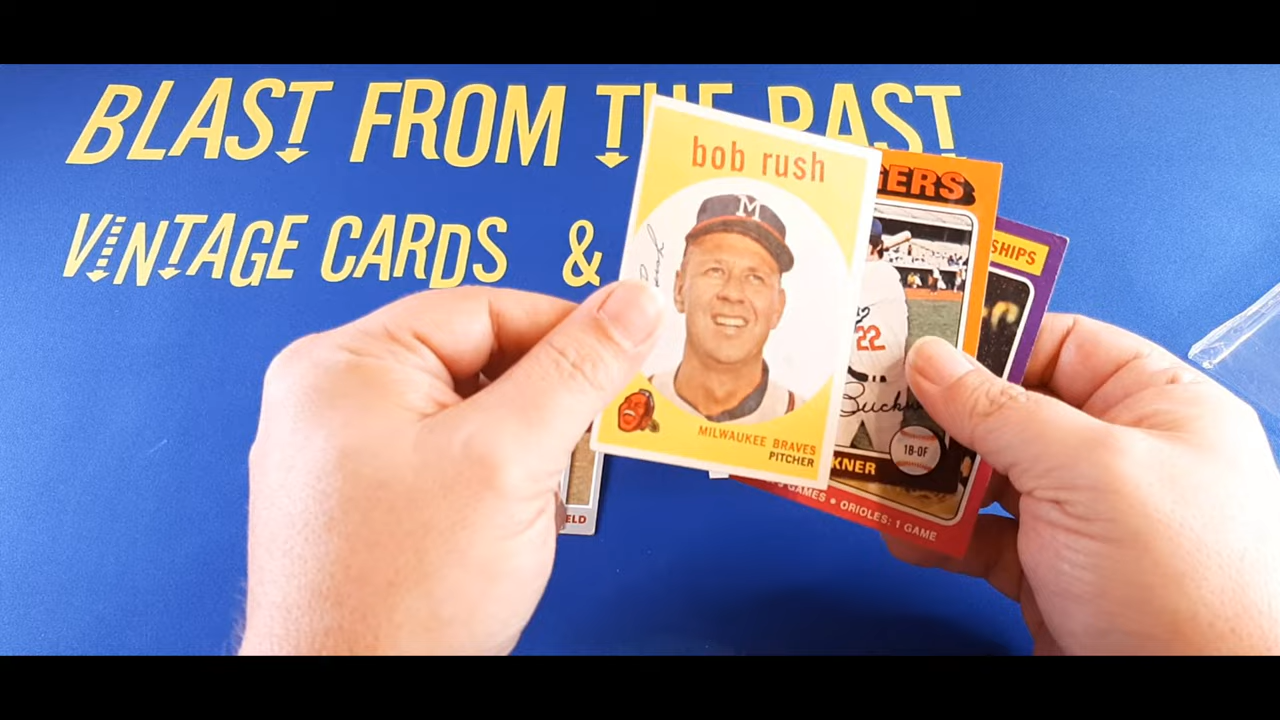 BLAST FROM THE PAST
VINTAGE CARDS &
bob rush
MILWAUKEE BRAVES
PITCHER
GERS
22
KNER
1B-OF
SHIPS
GAMES • ORIOLES: 1 GAME
ELD
M